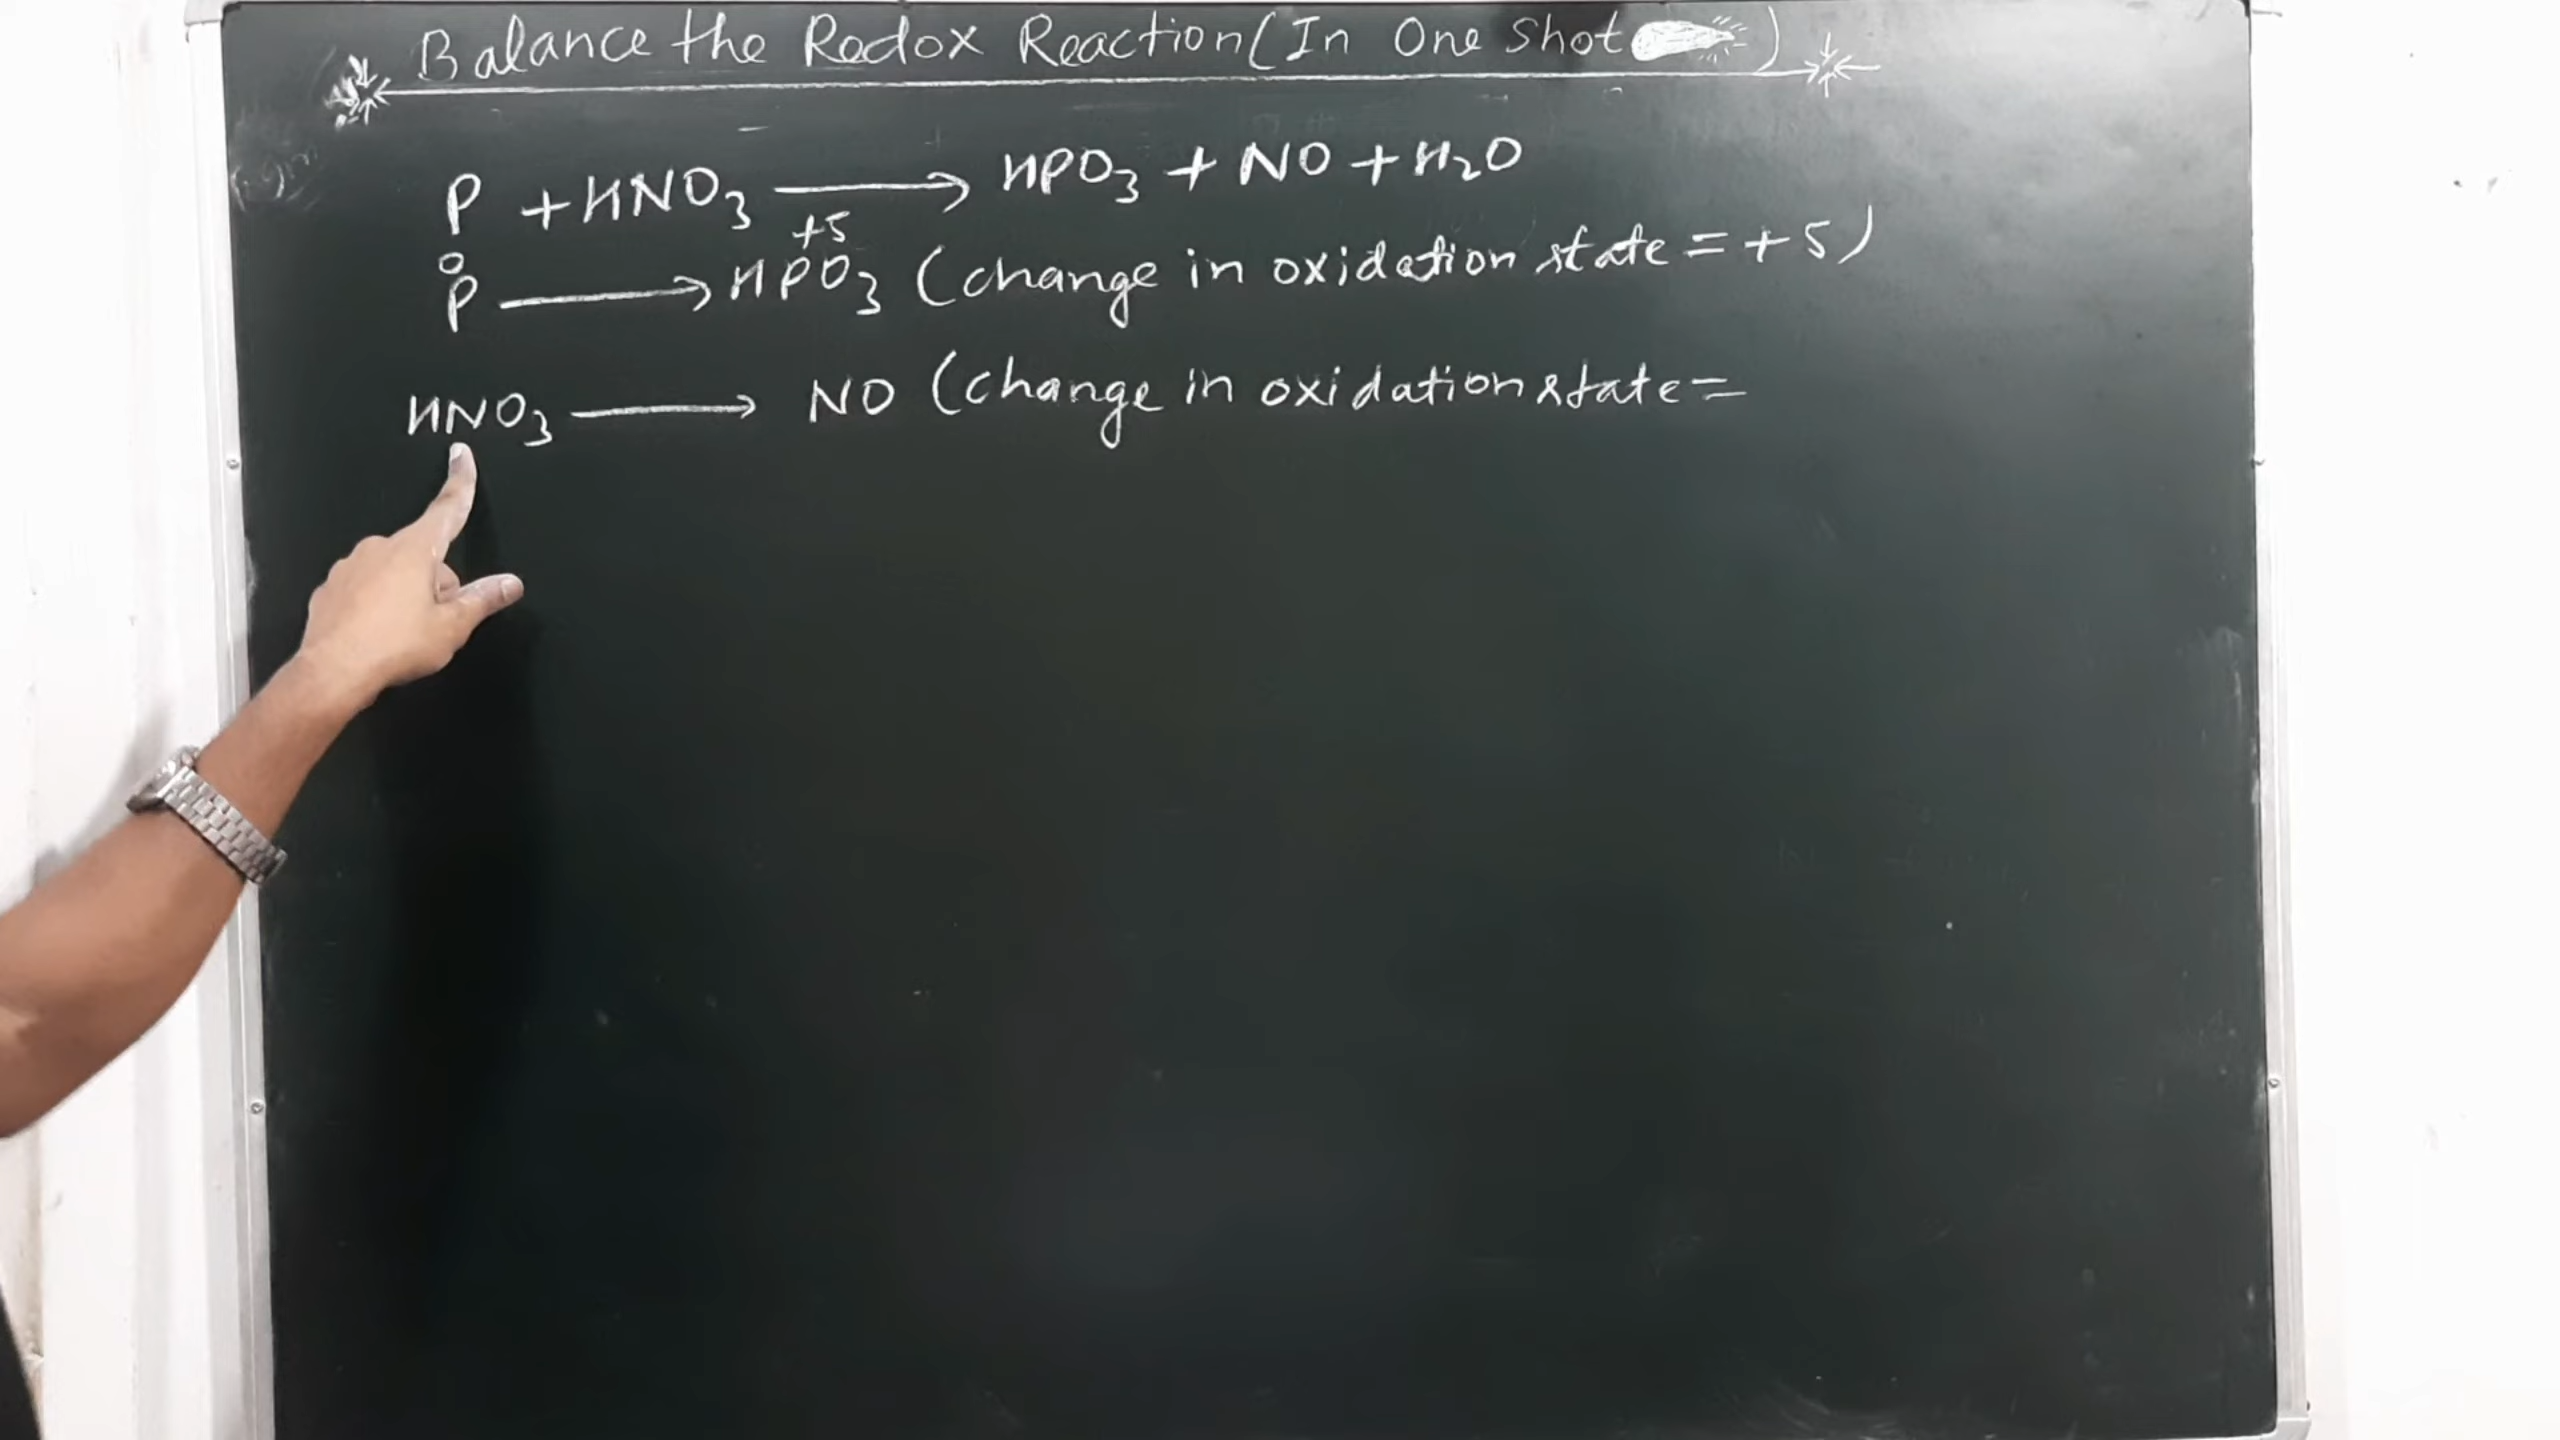 Balance the Redox Reaction (In One Shot )
P + HNO3 ⟶ HPO3 + NO + H2O
0 +5
P ⟶ HPO3 (change in oxidation state = +5)
HNO3 ⟶ NO (change in oxidation state =